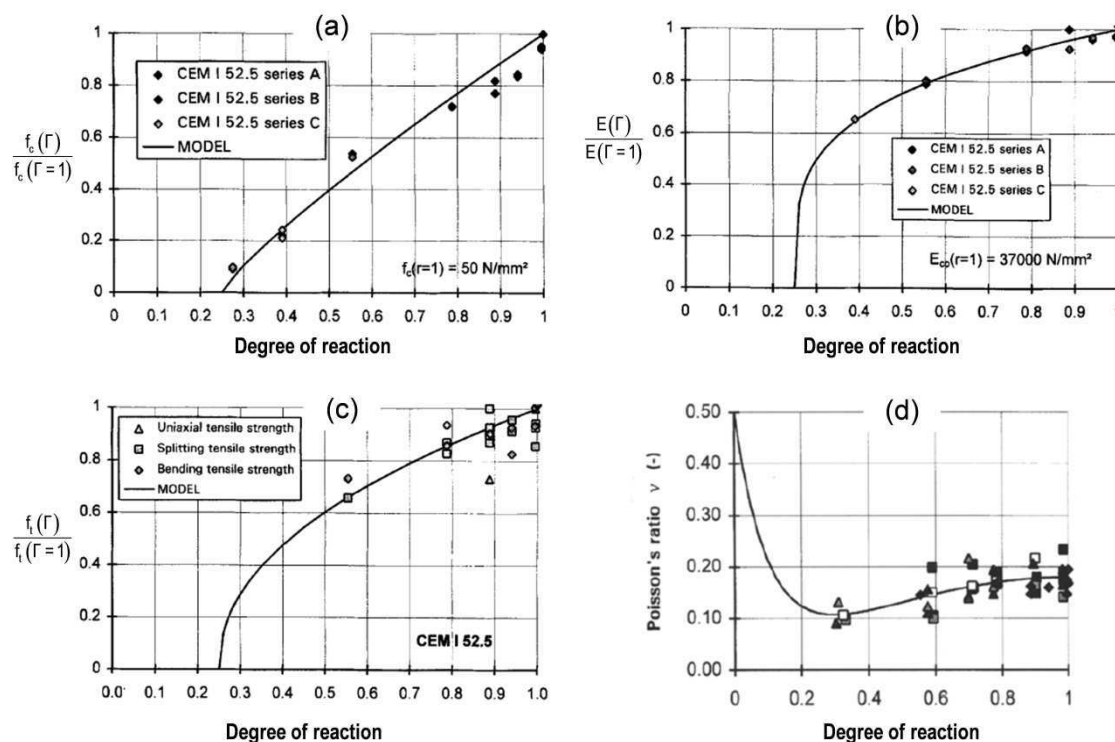 (a)
1
0.8
0.6
0.4
0.2
0
f_c(Γ)
f_c(Γ=1)
◆ CEM I 52.5 series A
◆ CEM I 52.5 series B
◆ CEM I 52.5 series C
MODEL
f_c(r=1) = 50 N/mm²
0 0.1 0.2 0.3 0.4 0.5 0.6 0.7 0.8 0.9 1
Degree of reaction
(b)
1
0.8
0.6
0.4
0.2
0
E(Γ)
E(Γ=1)
CEM I 52.5 series A
CEM I 52.5 series B
CEM I 52.5 series C
MODEL
0 0.1 0.2 0.3 0.4 0.5 0.6 0.7 0.8 0.9 1
Degree of reaction
(c)
1
0.8
0.6
0.4
0.2
0
f_t(Γ)
f_t(Γ=1)
Uniaxial tensile strength
Splitting tensile strength
Bending tensile strength
MODEL
CEM I 52.5
0.0 0.1 0.2 0.3 0.4 0.5 0.6 0.7 0.8 0.9 1.0
Degree of reaction
(d)
0.50
0.40
0.30
0.20
0.10
0.00
Poisson's ratio ν (-)
0 0.2 0.4 0.6 0.8 1
Degree of reaction